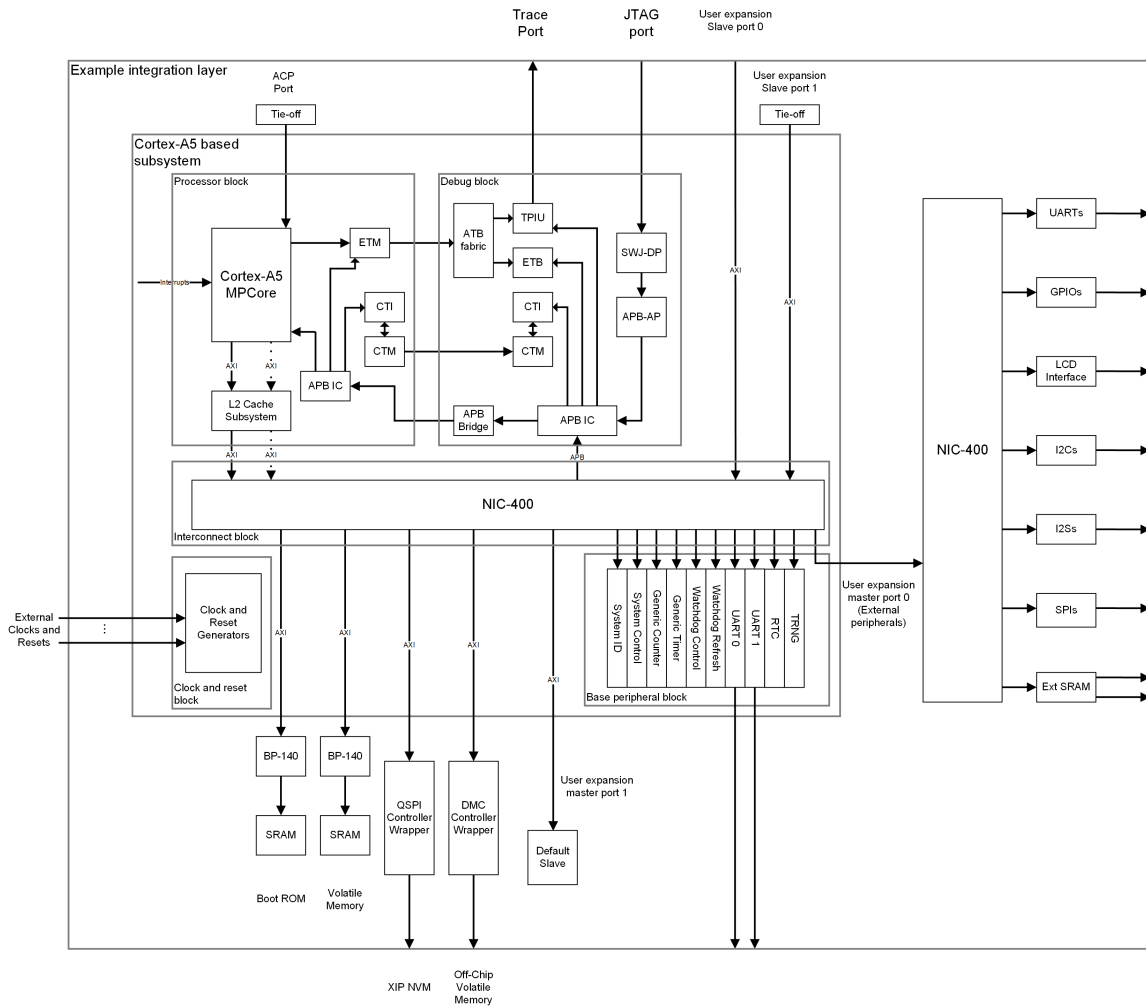 Trace
Port
JTAG
port
User expansion
Slave port 0
Example integration layer
ACP
Port
Tie-off
User expansion
Slave port 1
Tie-off
Cortex-A5 based
subsystem
Processor block
Debug block
Cortex-A5
MPCore
Interrupts
ETM
ATB
fabric
TPIU
ETB
SWJ-DP
APB-AP
CTI
CTM
CTI
CTM
AXI
AXI
AXI
AXI
APB IC
L2 Cache
Subsystem
APB
Bridge
APB IC
AXI
AXI
APB
NIC-400
Interconnect block
NIC-400
UARTs
GPIOs
LCD
Interface
I2Cs
I2Ss
SPIs
Ext SRAM
User expansion
master port 0
(External
peripherals)
External
Clocks and
Resets
Clock and
Reset
Generators
Clock and reset
block
AXI
AXI
AXI
AXI
AXI
System ID
System Control
Generic Counter
Generic Timer
Watchdog Control
Watchdog Refresh
UART 0
UART 1
RTC
TRNG
Base peripheral block
BP-140
BP-140
SRAM
SRAM
QSPI
Controller
Wrapper
DMC
Controller
Wrapper
User expansion
master port 1
Default
Slave
Boot ROM
Volatile
Memory
XIP NVM
Off-Chip
Volatile
Memory